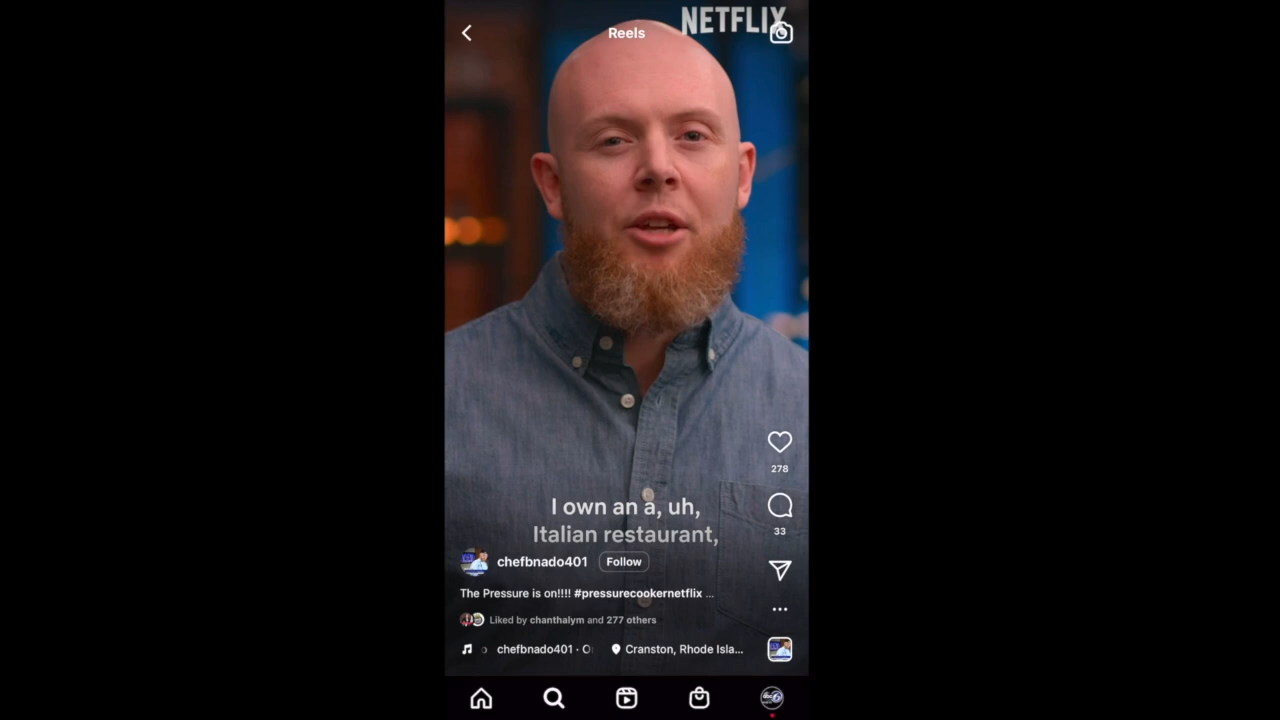 NETFLIX
Reels
278
I own an a, uh,
Italian restaurant,
33
chefbnado401 Follow
The Pressure is on!!!! #pressurecookernetflix ...
Liked by chanthalym and 277 others
chefbnado401 · O
Cranston, Rhode Isla...